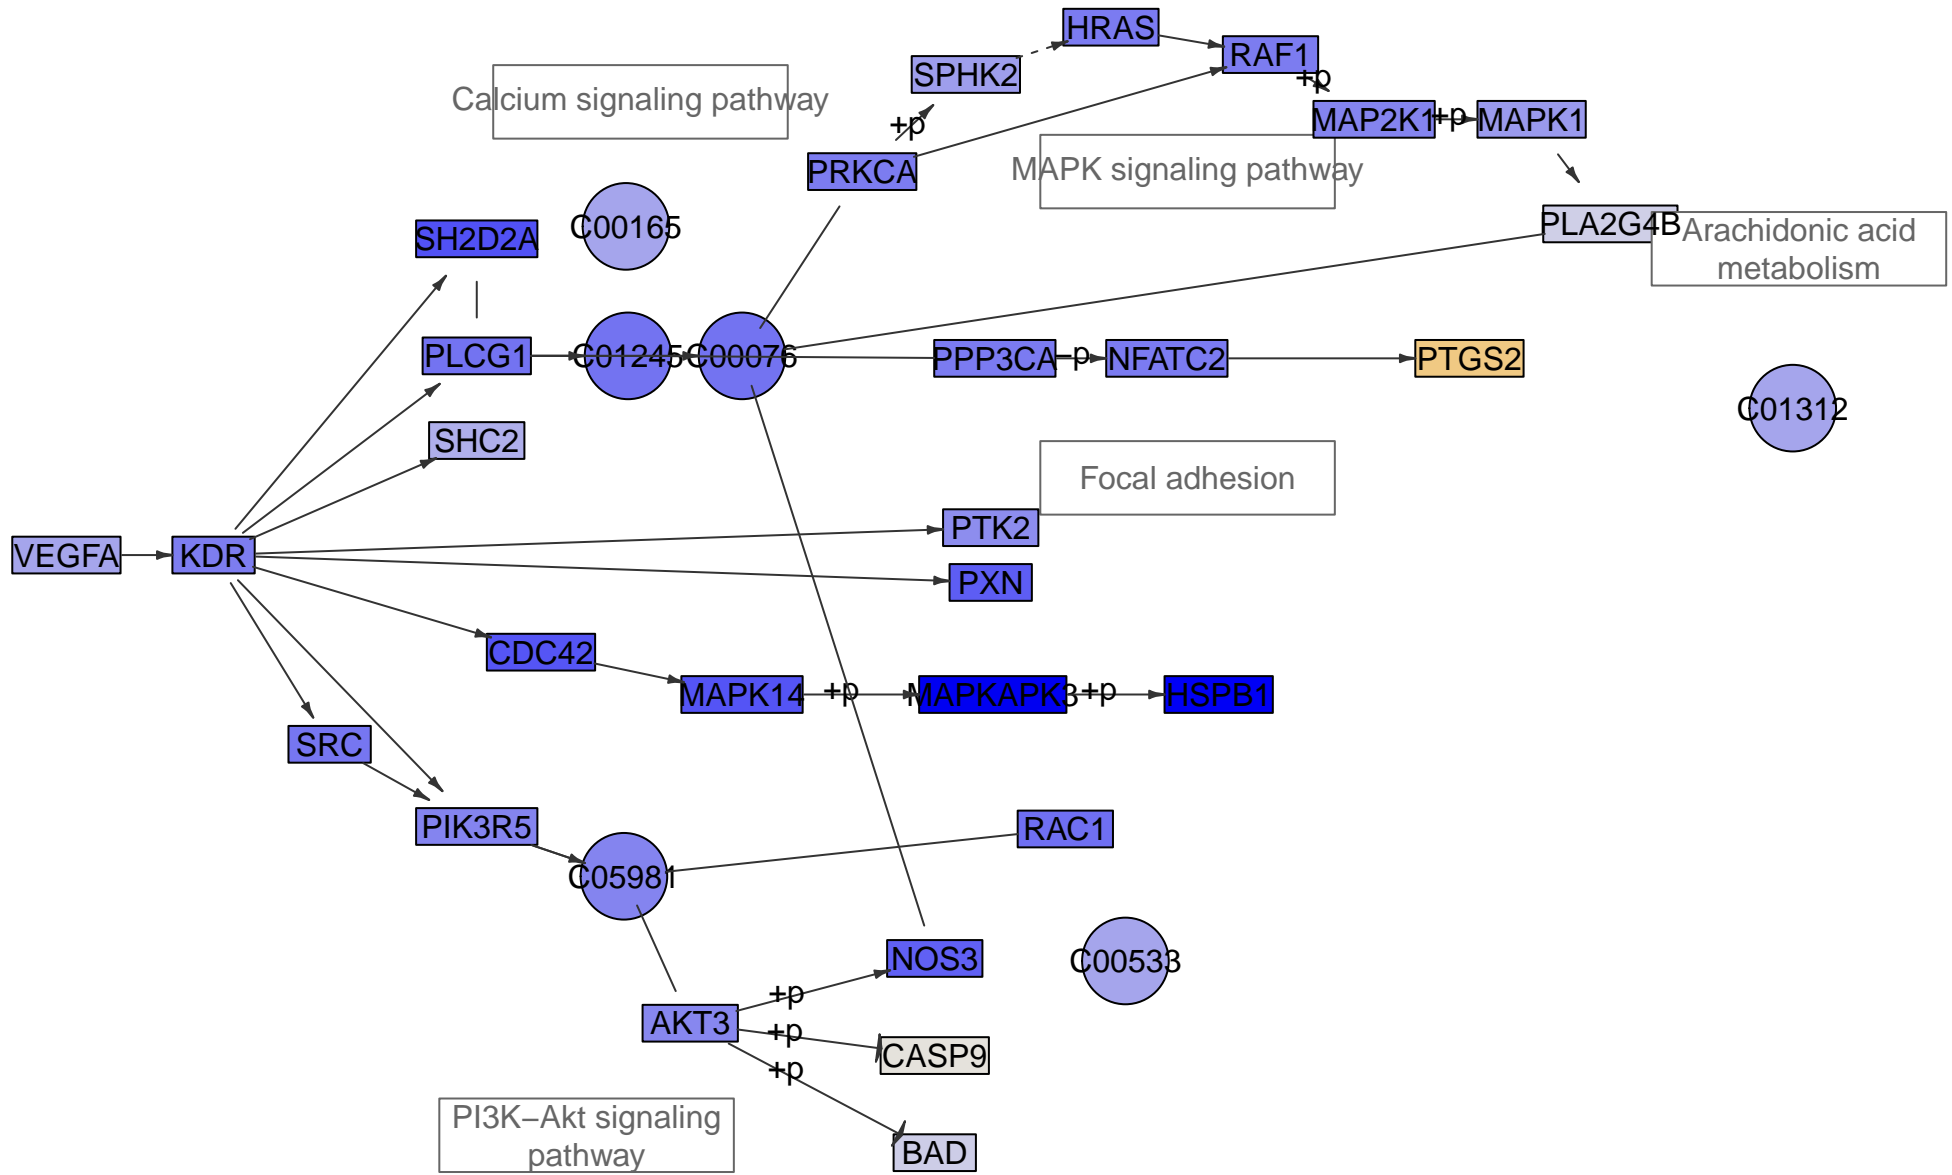 HRAS
RAF1
+p
SPHK2
Calcium signaling pathway
+p
MAP2K1
+p
MAPK1
PRKCA
MAPK signaling pathway
C00165
SH2D2A
PLA2G4B
Arachidonic acid
metabolism
PLCG1
C01245
C00076
PPP3CA
−p
NFATC2
PTGS2
C01312
SHC2
Focal adhesion
PTK2
VEGFA
KDR
PXN
CDC42
MAPK14
+p
MAPKAPK3
+p
HSPB1
SRC
PIK3R5
RAC1
C05981
NOS3
C00533
+p
AKT3
+p
CASP9
+p
PI3K−Akt signaling
pathway
BAD